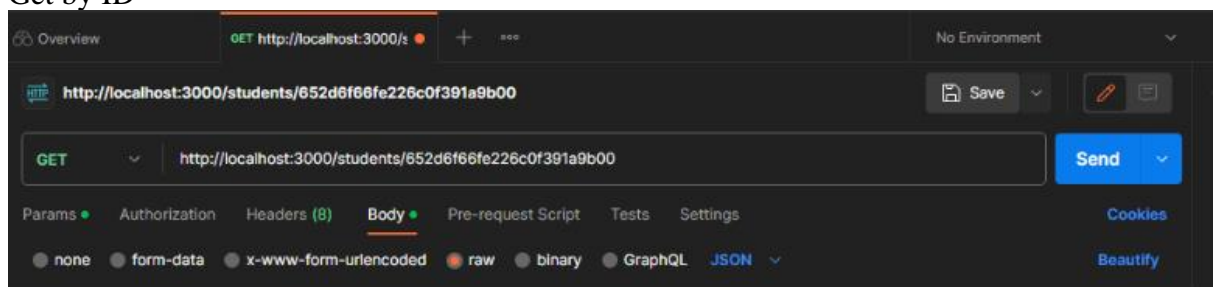 Get by ID
Overview GET http://localhost:3000/s + ooo No Environment
HTTP http://localhost:3000/students/652d6f66fe226c0f391a9b00 Save
GET http://localhost:3000/students/652d6f66fe226c0f391a9b00 Send
Params Authorization Headers (8) Body Pre-request Script Tests Settings Cookies
none form-data x-www-form-urlencoded raw binary GraphQL JSON Beautify